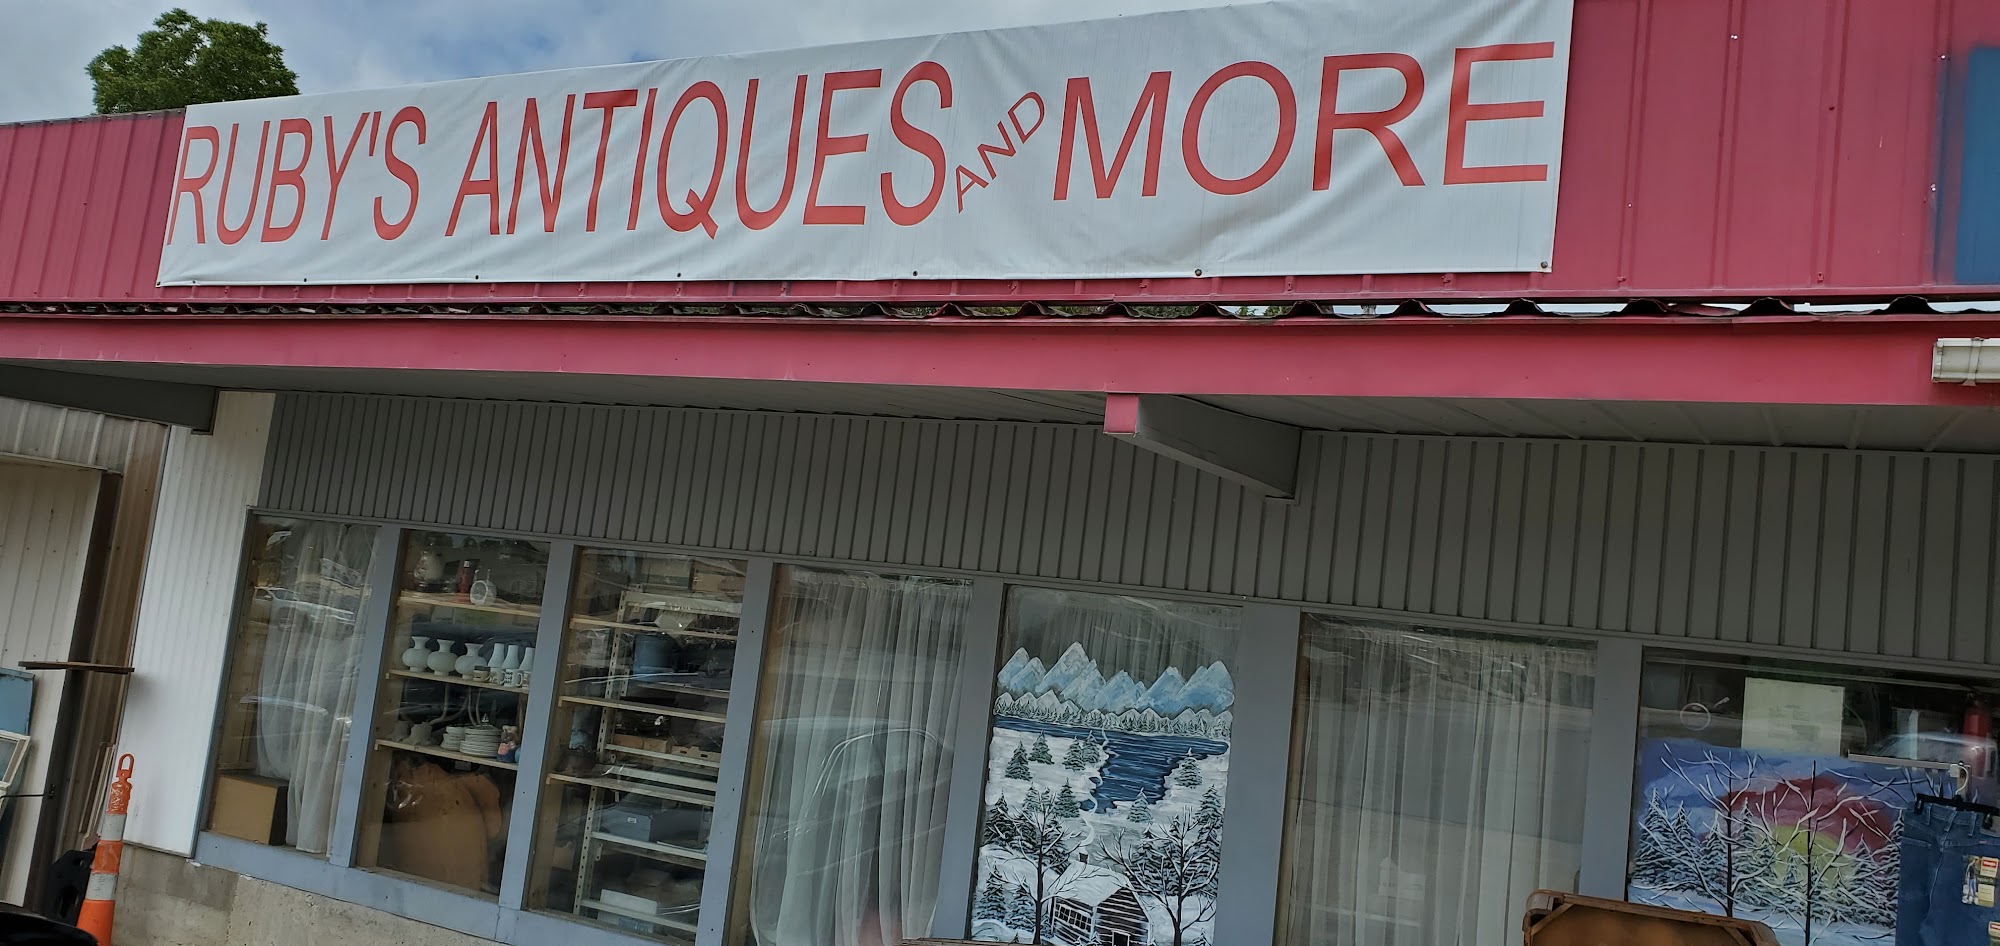 RUBY'S ANTIQUES AND MORE